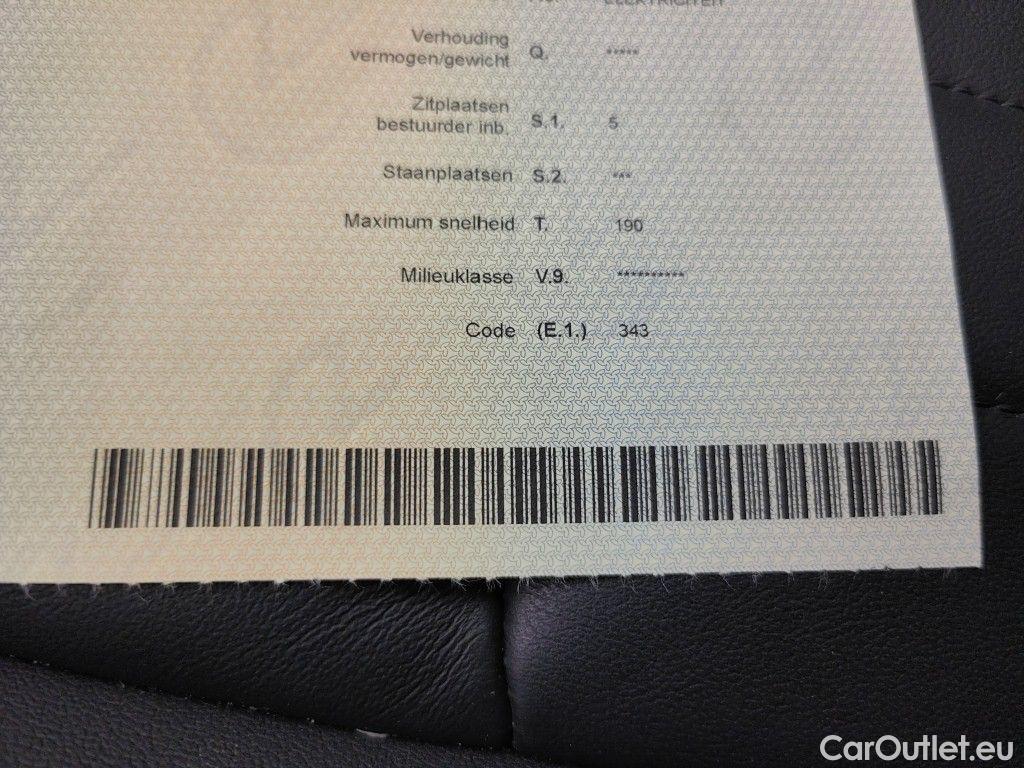 ELEKTRICITEIT
Verhouding
vermogen/gewicht Q. *****
Zitplaatsen
bestuurder inb. S.1. 5
Staanplaatsen S.2. ***
Maximum snelheid T. 190
Milieuklasse V.9. **********
Code (E.1.) 343
CarOutlet.eu